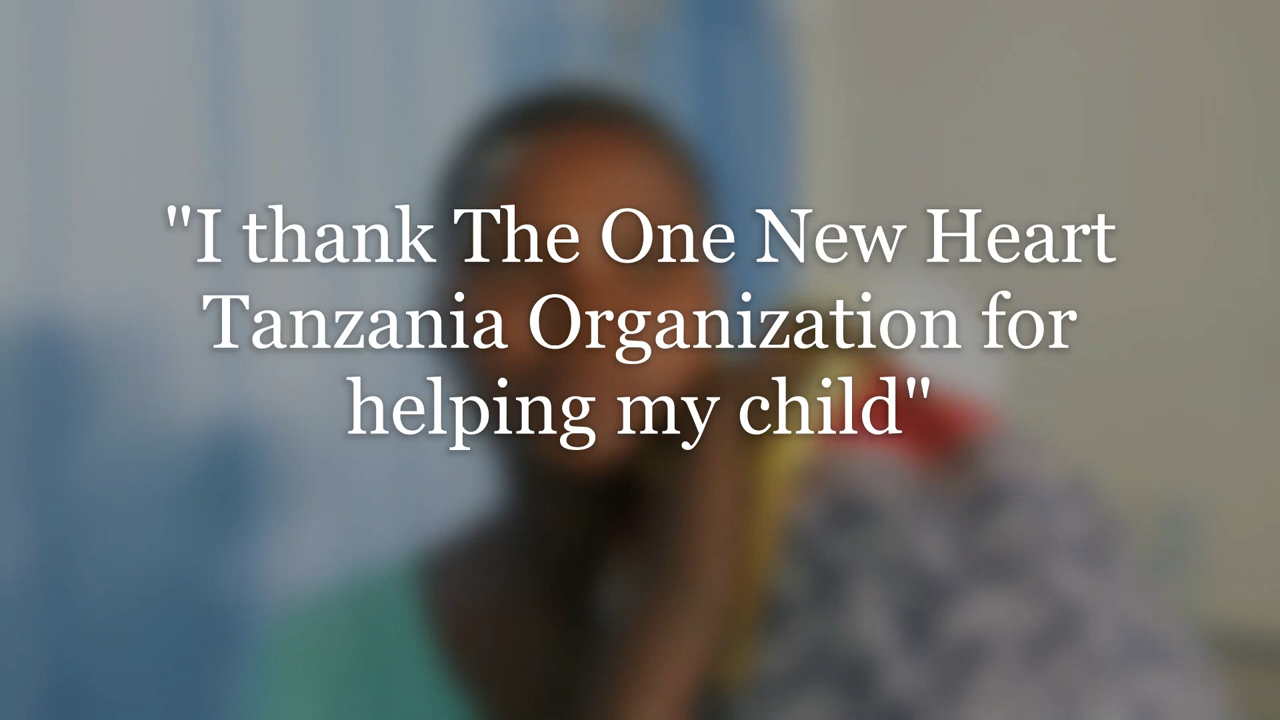 "I thank The One New Heart
Tanzania Organization for
helping my child"